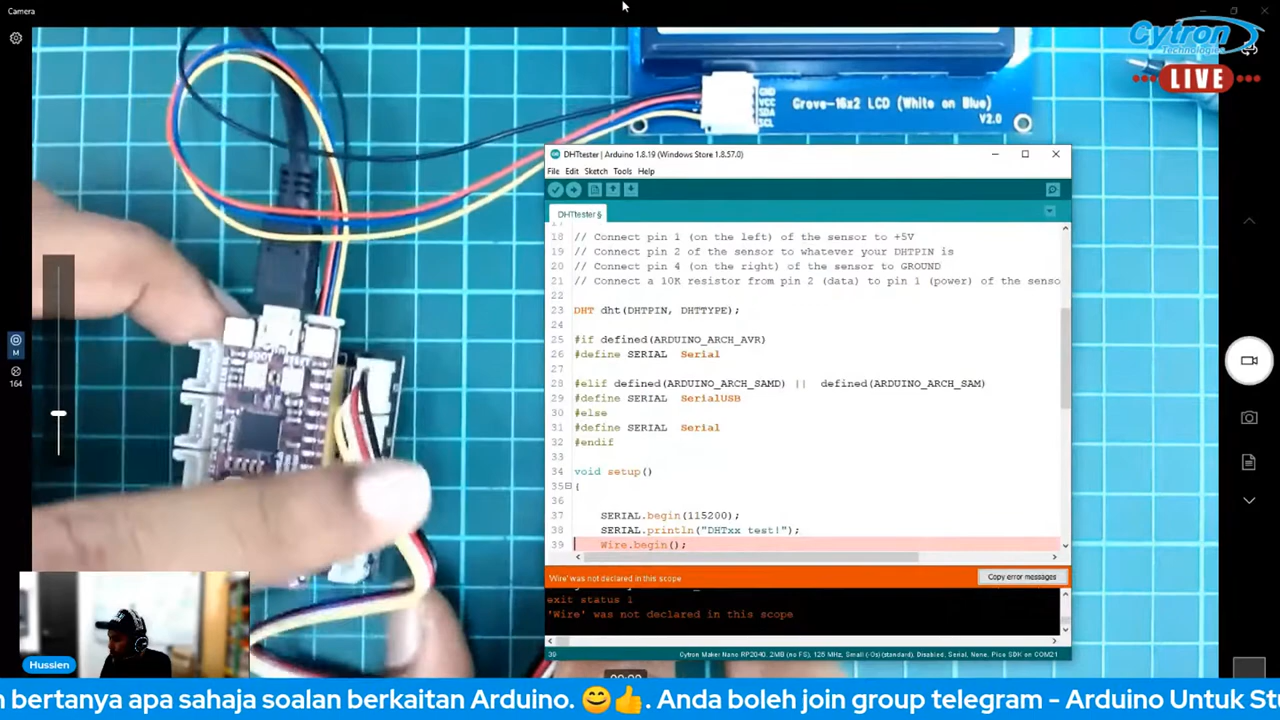 Camera
Cytron
Technologies
LIVE
GND
VCC
SDA
SCL
Grove-16x2 LCD (White on Blue)
V2.0
BOOT
164
M
DHTtester | Arduino 1.8.19 (Windows Store 1.8.57.0)
File Edit Sketch Tools Help
DHTtester §
17
18 // Connect pin 1 (on the left) of the sensor to +5V
19 // Connect pin 2 of the sensor to whatever your DHTPIN is
20 // Connect pin 4 (on the right) of the sensor to GROUND
21 // Connect a 10K resistor from pin 2 (data) to pin 1 (power) of the senso
22
23 DHT dht(DHTPIN, DHTTYPE);
24
25 #if defined(ARDUINO_ARCH_AVR)
26 #define SERIAL Serial
27
28 #elif defined(ARDUINO_ARCH_SAMD) || defined(ARDUINO_ARCH_SAM)
29 #define SERIAL SerialUSB
30 #else
31 #define SERIAL Serial
32 #endif
33
34 void setup()
35 {
36
37 SERIAL.begin(115200);
38 SERIAL.println("DHTxx test!");
39 Wire.begin();
'Wire' was not declared in this scope
Copy error messages
exit status 1
'Wire' was not declared in this scope
39
Cytron Maker Nano RP2040, 2MB (no FS), 125 MHz, Small (-Os) (standard), Disabled, Serial, None, Pico SDK on COM21
Hussien
bertanya apa sahaja soalan berkaitan Arduino. 😊👍. Anda boleh join group telegram - Arduino Untuk